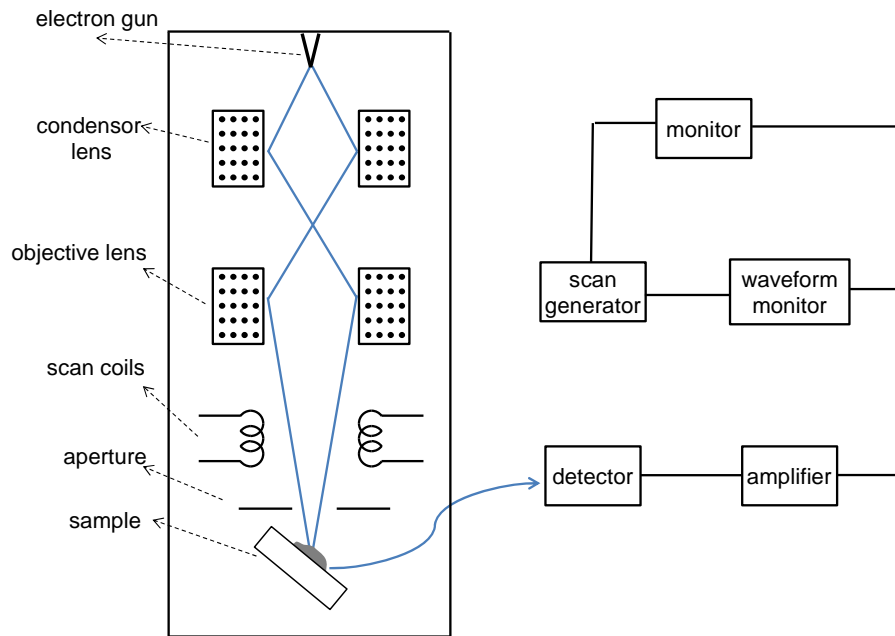 electron gun
condensor
lens
objective lens
scan coils
aperture
sample
monitor
scan
generator
waveform
monitor
detector
amplifier